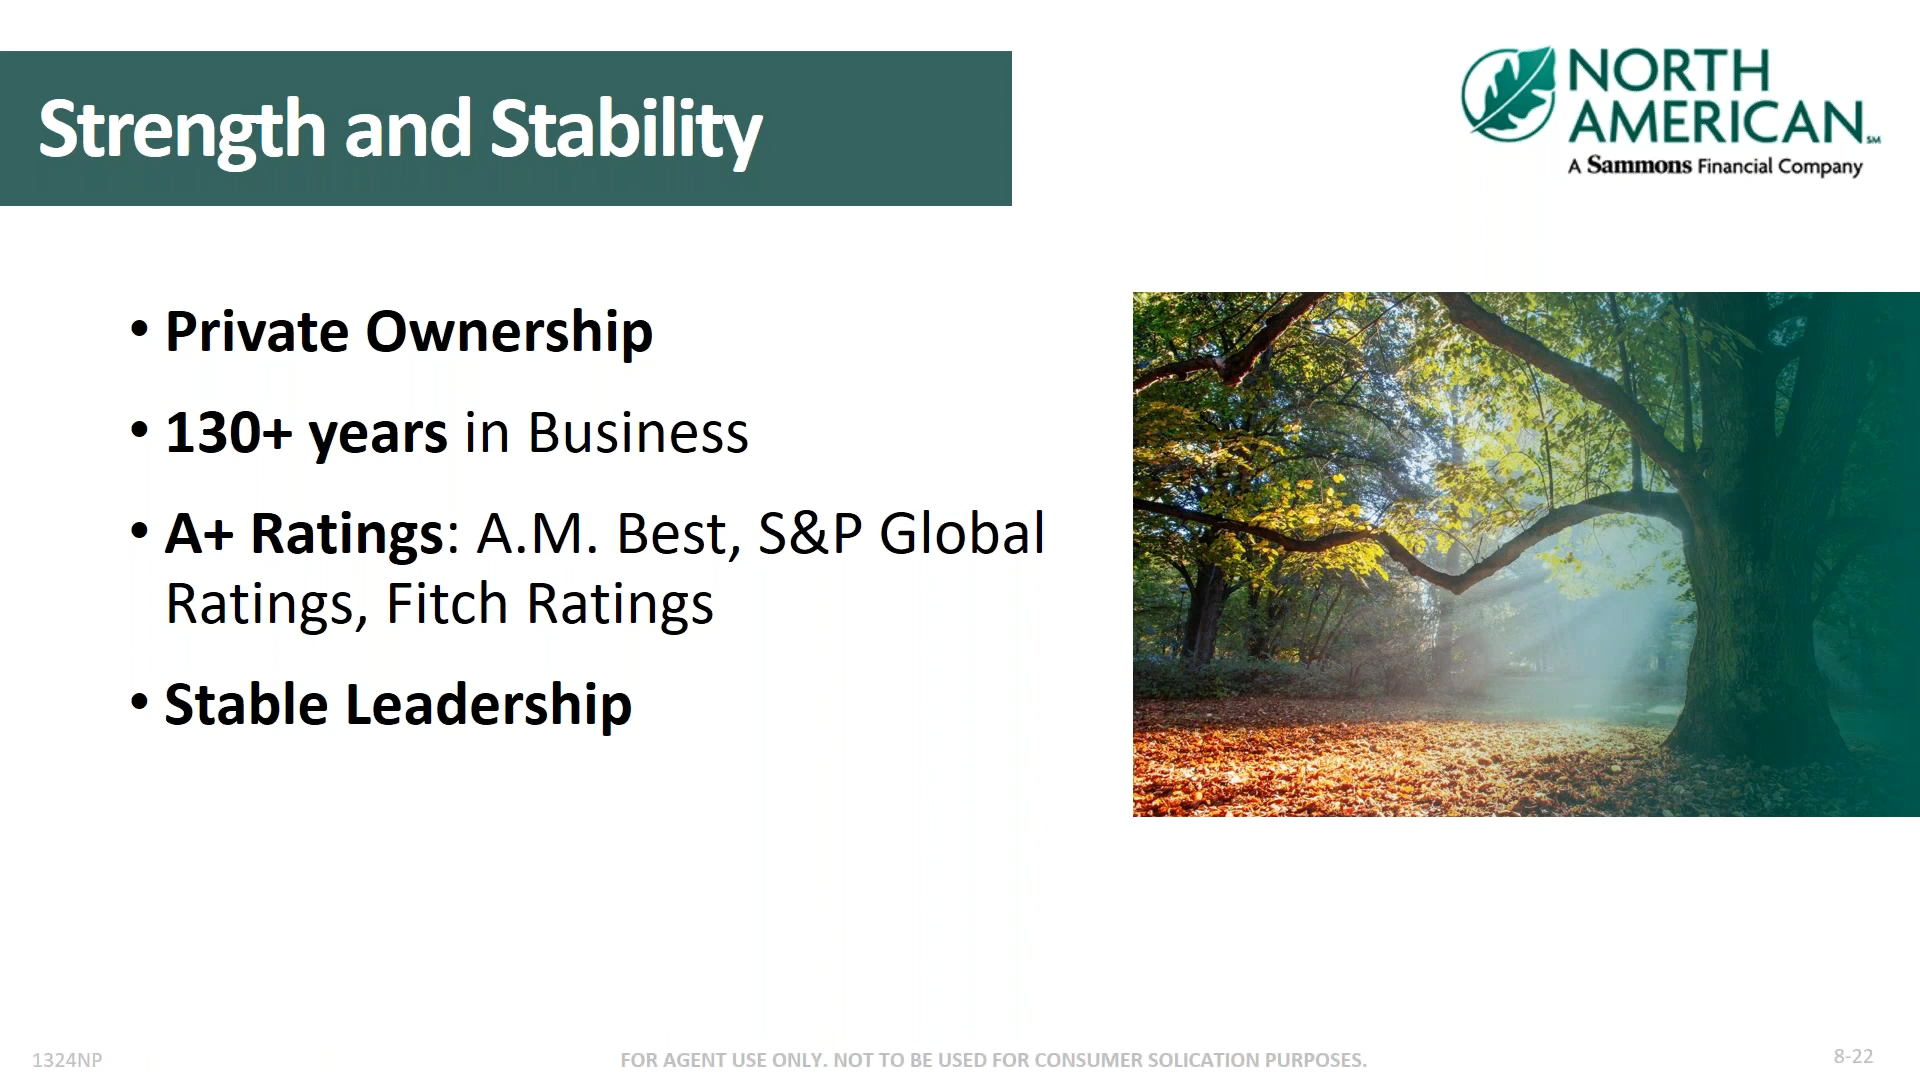 Strength and Stability
NORTH
AMERICAN℠
A Sammons Financial Company
• Private Ownership
• 130+ years in Business
• A+ Ratings: A.M. Best, S&P Global
Ratings, Fitch Ratings
• Stable Leadership
1324NP
FOR AGENT USE ONLY. NOT TO BE USED FOR CONSUMER SOLICATION PURPOSES.
8-22